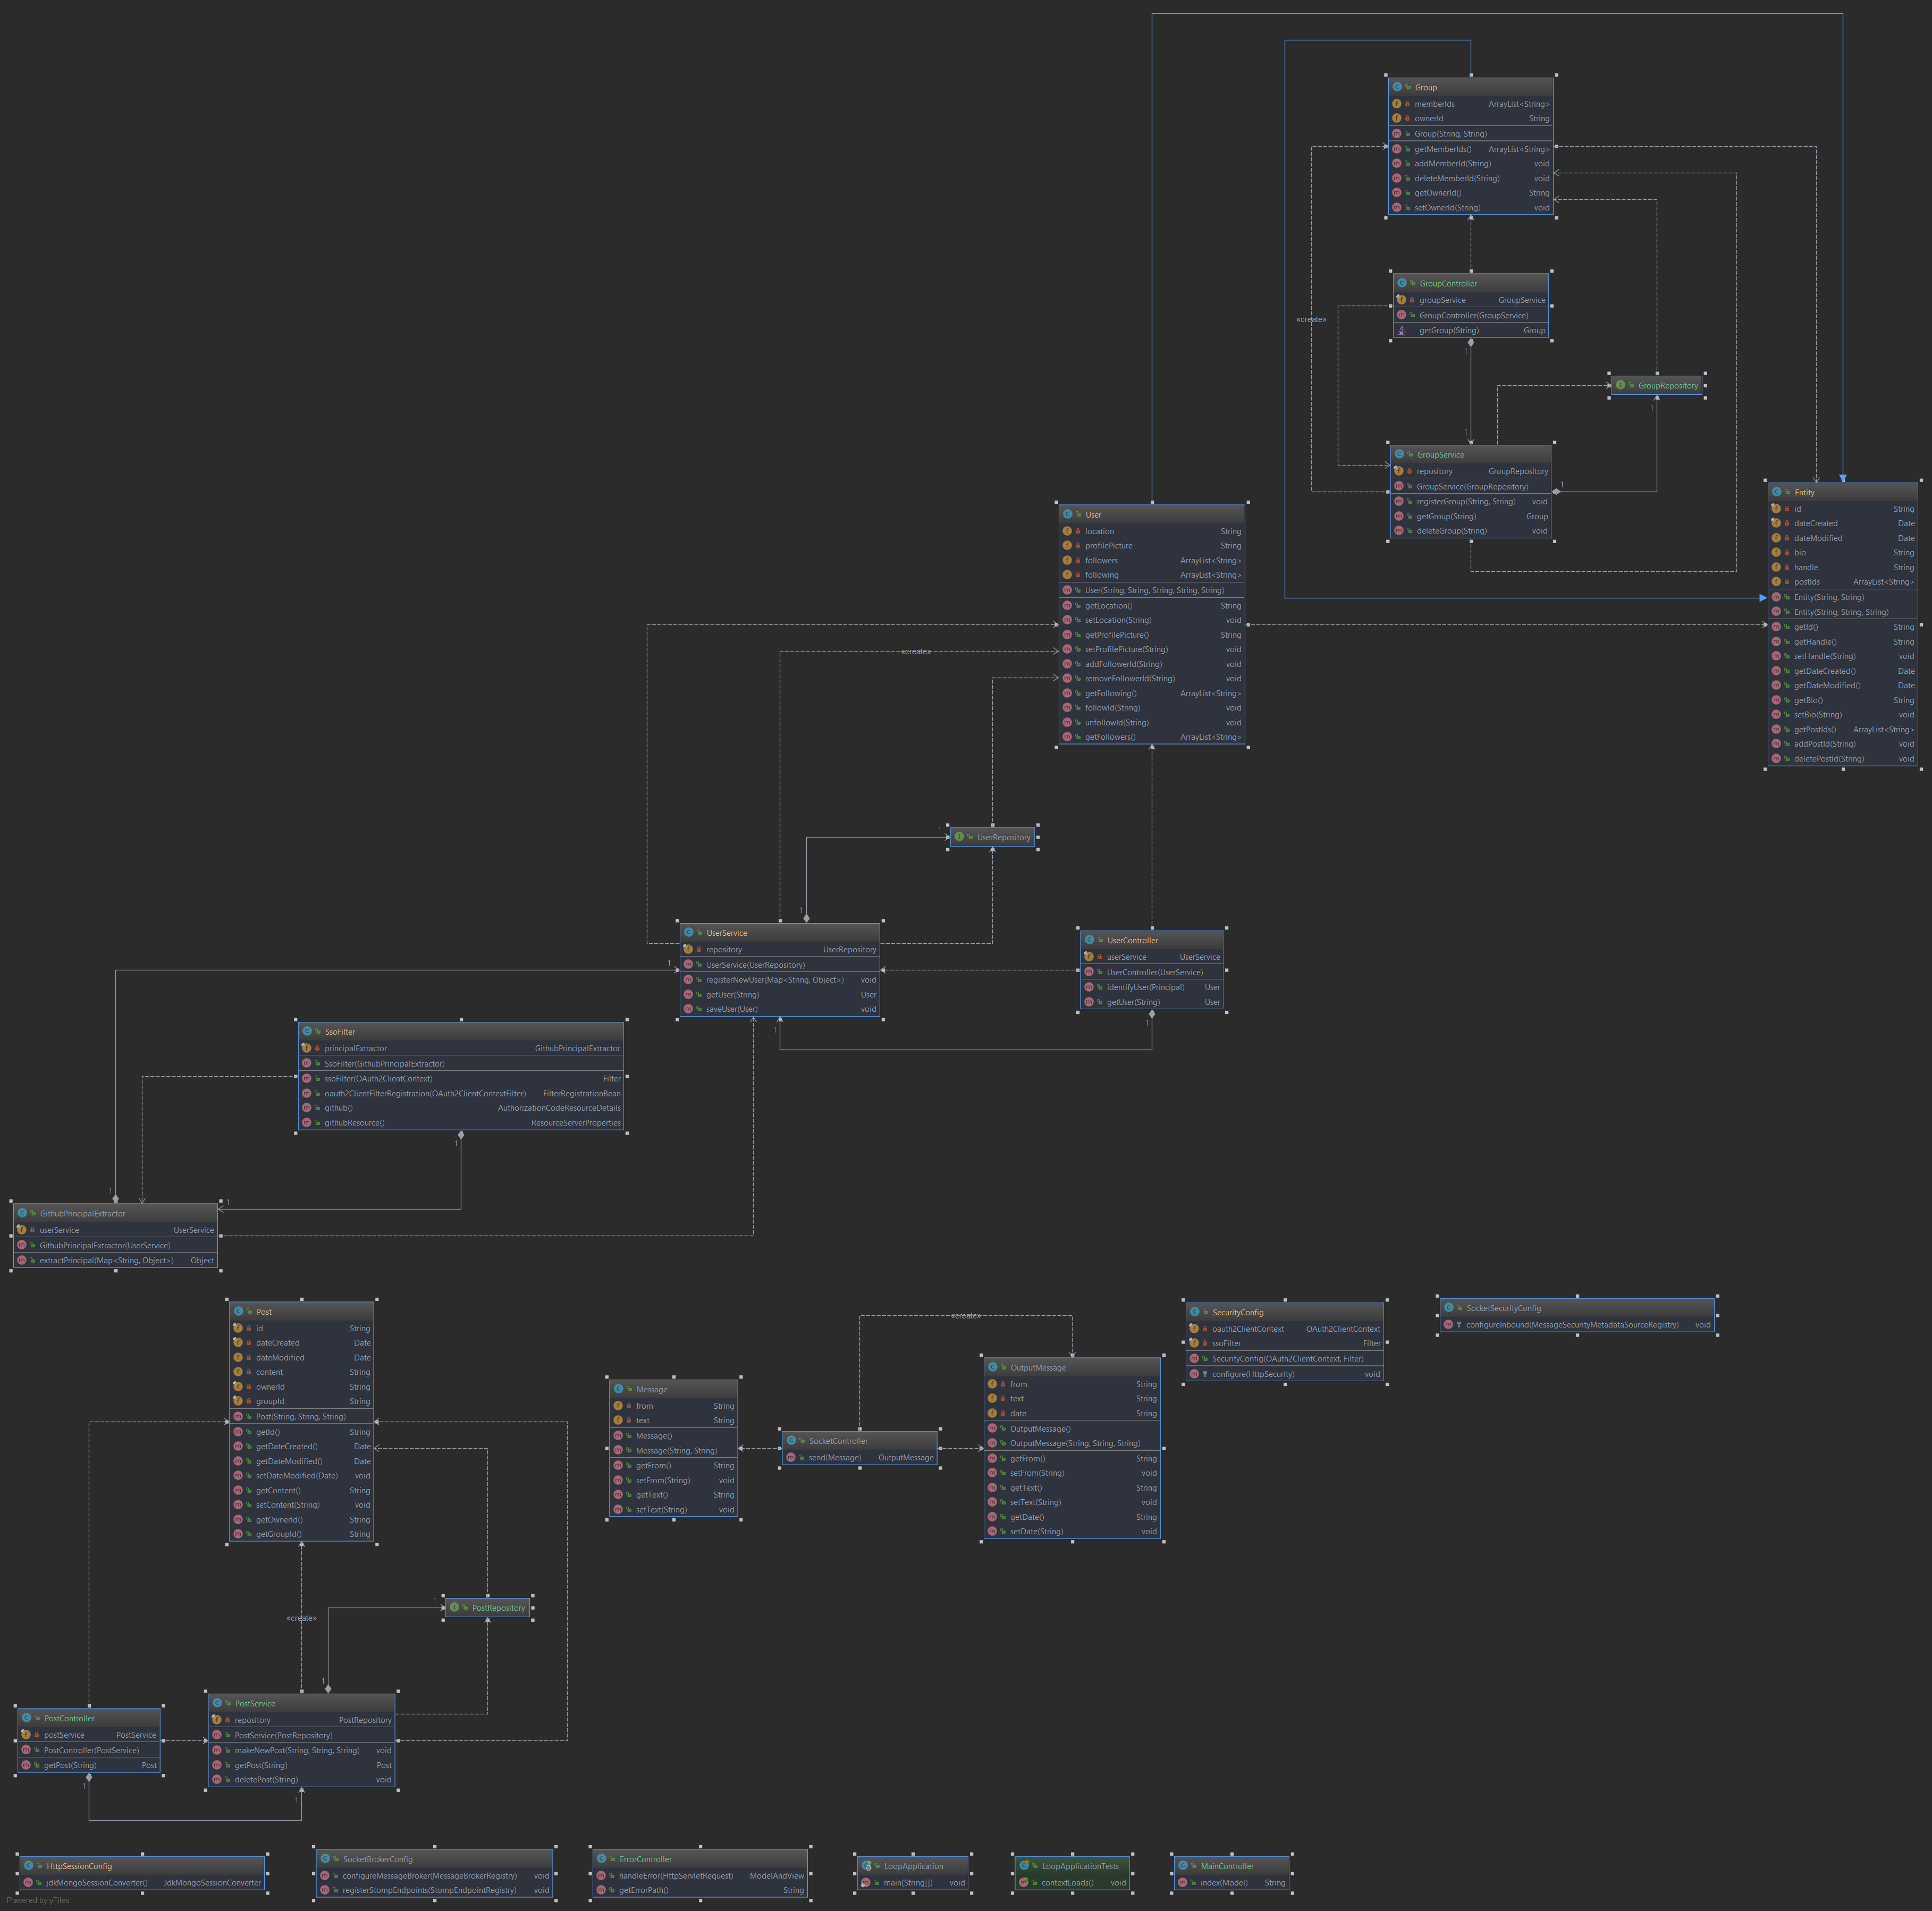 Group
memberIds ArrayList<String>
ownerId String
Group(String, String)
getMemberIds() ArrayList<String>
addMemberId(String) void
deleteMemberId(String) void
getOwnerId() String
setOwnerId(String) void
GroupController
groupService GroupService
GroupController(GroupService)
getGroup(String) Group
«create»
1
GroupRepository
1
1
GroupService
repository GroupRepository
GroupService(GroupRepository)
registerGroup(String, String) void
getGroup(String) Group
deleteGroup(String) void
1
Entity
id String
dateCreated Date
dateModified Date
bio String
handle String
postIds ArrayList<String>
Entity(String, String)
Entity(String, String, String)
getId() String
getHandle() String
setHandle(String) void
getDateCreated() Date
getDateModified() Date
getBio() String
setBio(String) void
getPostIds() ArrayList<String>
addPostId(String) void
deletePostId(String) void
User
location String
profilePicture String
followers ArrayList<String>
following ArrayList<String>
User(String, String, String, String, String)
getLocation() String
setLocation(String) void
getProfilePicture() String
setProfilePicture(String) void
addFollowerId(String) void
removeFollowerId(String) void
getFollowing() ArrayList<String>
followId(String) void
unfollowId(String) void
getFollowers() ArrayList<String>
«create»
1
UserRepository
1
UserService
repository UserRepository
UserService(UserRepository)
registerNewUser(Map<String, Object>) void
getUser(String) User
saveUser(User) void
1
1
UserController
userService UserService
UserController(UserService)
identifyUser(Principal) User
getUser(String) User
1
SsoFilter
principalExtractor GithubPrincipalExtractor
SsoFilter(GithubPrincipalExtractor)
ssoFilter(OAuth2ClientContext) Filter
oauth2ClientFilterRegistration(OAuth2ClientContextFilter) FilterRegistrationBean
github() AuthorizationCodeResourceDetails
githubResource() ResourceServerProperties
1
1
1
GithubPrincipalExtractor
userService UserService
GithubPrincipalExtractor(UserService)
extractPrincipal(Map<String, Object>) Object
Post
id String
dateCreated Date
dateModified Date
content String
ownerId String
groupId String
Post(String, String, String)
getId() String
getDateCreated() Date
getDateModified() Date
setDateModified(Date) void
getContent() String
setContent(String) void
getOwnerId() String
getGroupId() String
Message
from String
text String
Message()
Message(String, String)
getFrom() String
setFrom(String) void
getText() String
setText(String) void
«create»
SocketController
send(Message) OutputMessage
OutputMessage
from String
text String
date String
OutputMessage()
OutputMessage(String, String, String)
getFrom() String
setFrom(String) void
getText() String
setText(String) void
getDate() String
setDate(String) void
SecurityConfig
oauth2ClientContext OAuth2ClientContext
ssoFilter Filter
SecurityConfig(OAuth2ClientContext, Filter)
configure(HttpSecurity) void
SocketSecurityConfig
configureInbound(MessageSecurityMetadataSourceRegistry) void
«create»
1
PostRepository
1
PostController
postService PostService
PostController(PostService)
getPost(String) Post
1
PostService
repository PostRepository
PostService(PostRepository)
makeNewPost(String, String, String) void
getPost(String) Post
deletePost(String) void
1
HttpSessionConfig
jdkMongoSessionConverter() JdkMongoSessionConverter
SocketBrokerConfig
configureMessageBroker(MessageBrokerRegistry) void
registerStompEndpoints(StompEndpointRegistry) void
ErrorController
handleError(HttpServletRequest) ModelAndView
getErrorPath() String
LoopApplication
main(String[]) void
LoopApplicationTests
contextLoads() void
MainController
index(Model) String
Powered by yFiles